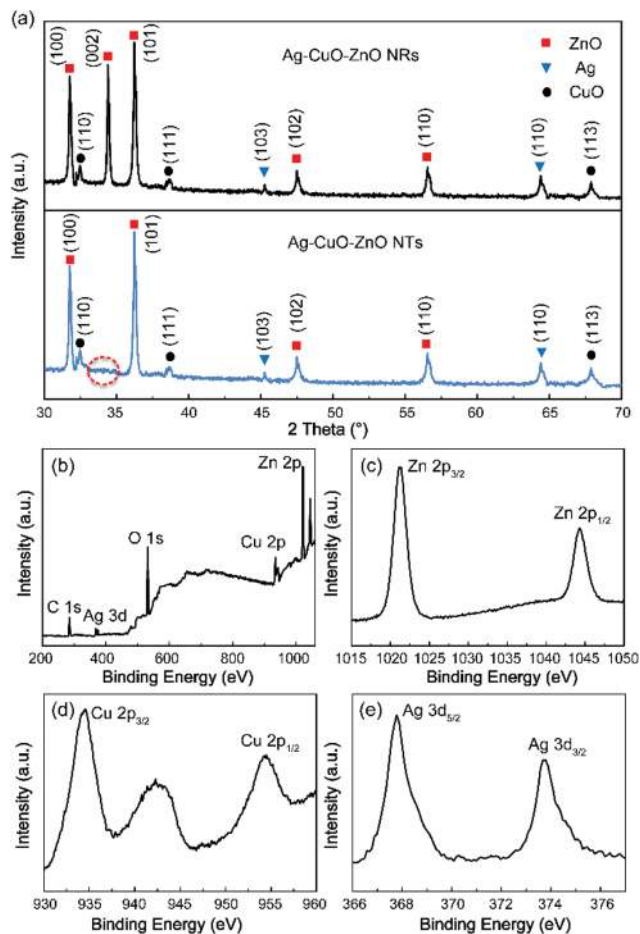 (a)
Ag-CuO-ZnO NRs
ZnO
Ag
CuO
(100)
(110)
(002)
(101)
(111)
(103)
(102)
(110)
(110)
(113)
Ag-CuO-ZnO NTs
(100)
(110)
(101)
(111)
(103)
(102)
(110)
(110)
(113)
Intensity (a.u.)
30 35 40 45 50 55 60 65 70
2 Theta (°)
(b)
Zn 2p
O 1s
Cu 2p
C 1s
Ag 3d
Intensity (a.u.)
200 400 600 800 1000
Binding Energy (eV)
(c)
Zn 2p3/2
Zn 2p1/2
Intensity (a.u.)
1015 1020 1025 1030 1035 1040 1045 1050
Binding Energy (eV)
(d)
Cu 2p3/2
Cu 2p1/2
Intensity (a.u.)
930 935 940 945 950 955 960
Binding Energy (eV)
(e)
Ag 3d5/2
Ag 3d3/2
Intensity (a.u.)
366 368 370 372 374 376
Binding Energy (eV)